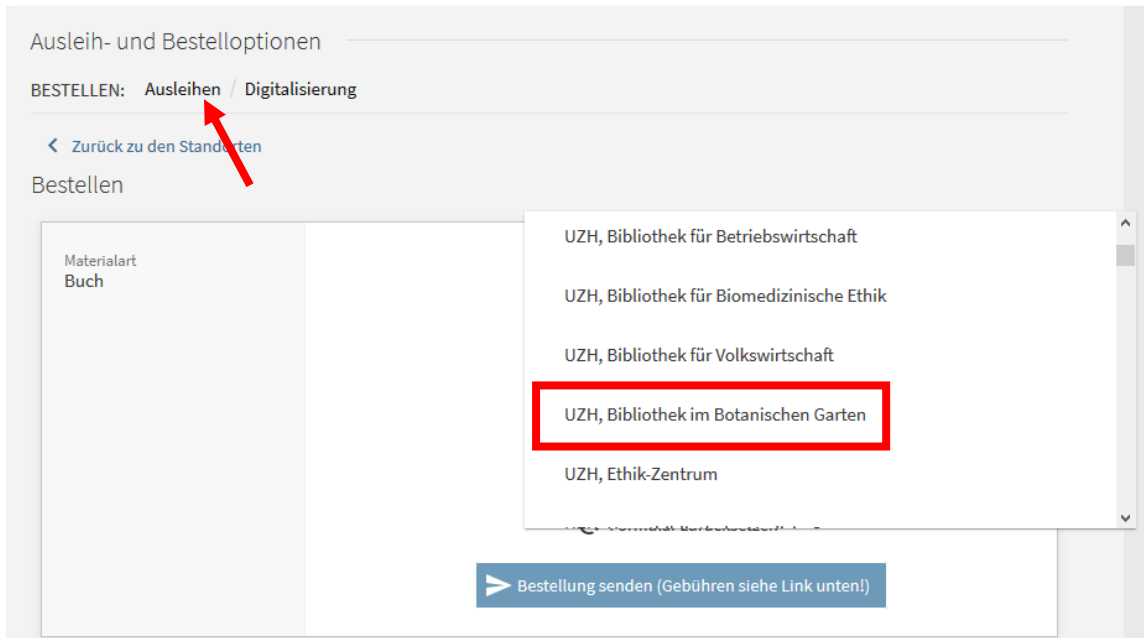 Ausleih- und Bestelloptionen
BESTELLEN: Ausleihen / Digitalisierung
Zurück zu den Standorten
Bestellen
Materialart
Buch
UZH, Bibliothek für Betriebswirtschaft
UZH, Bibliothek für Biomedizinische Ethik
UZH, Bibliothek für Volkswirtschaft
UZH, Bibliothek im Botanischen Garten
UZH, Ethik-Zentrum
Bestellung senden (Gebühren siehe Link unten!)